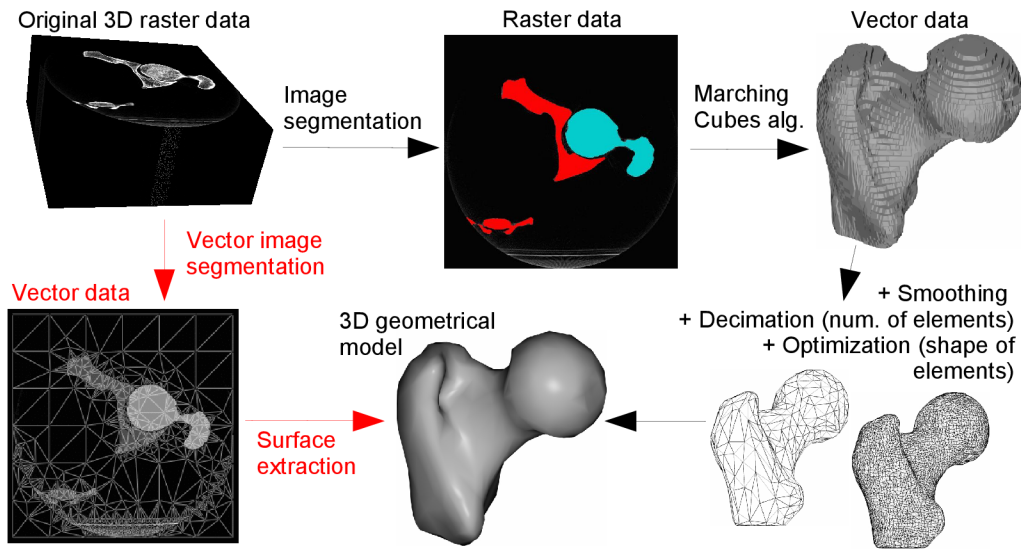 Original 3D raster data
Raster data
Vector data
Image
segmentation
Marching
Cubes alg.
Vector image
segmentation
Vector data
+ Smoothing
+ Decimation (num. of elements)
+ Optimization (shape of
elements)
3D geometrical
model
Surface
extraction